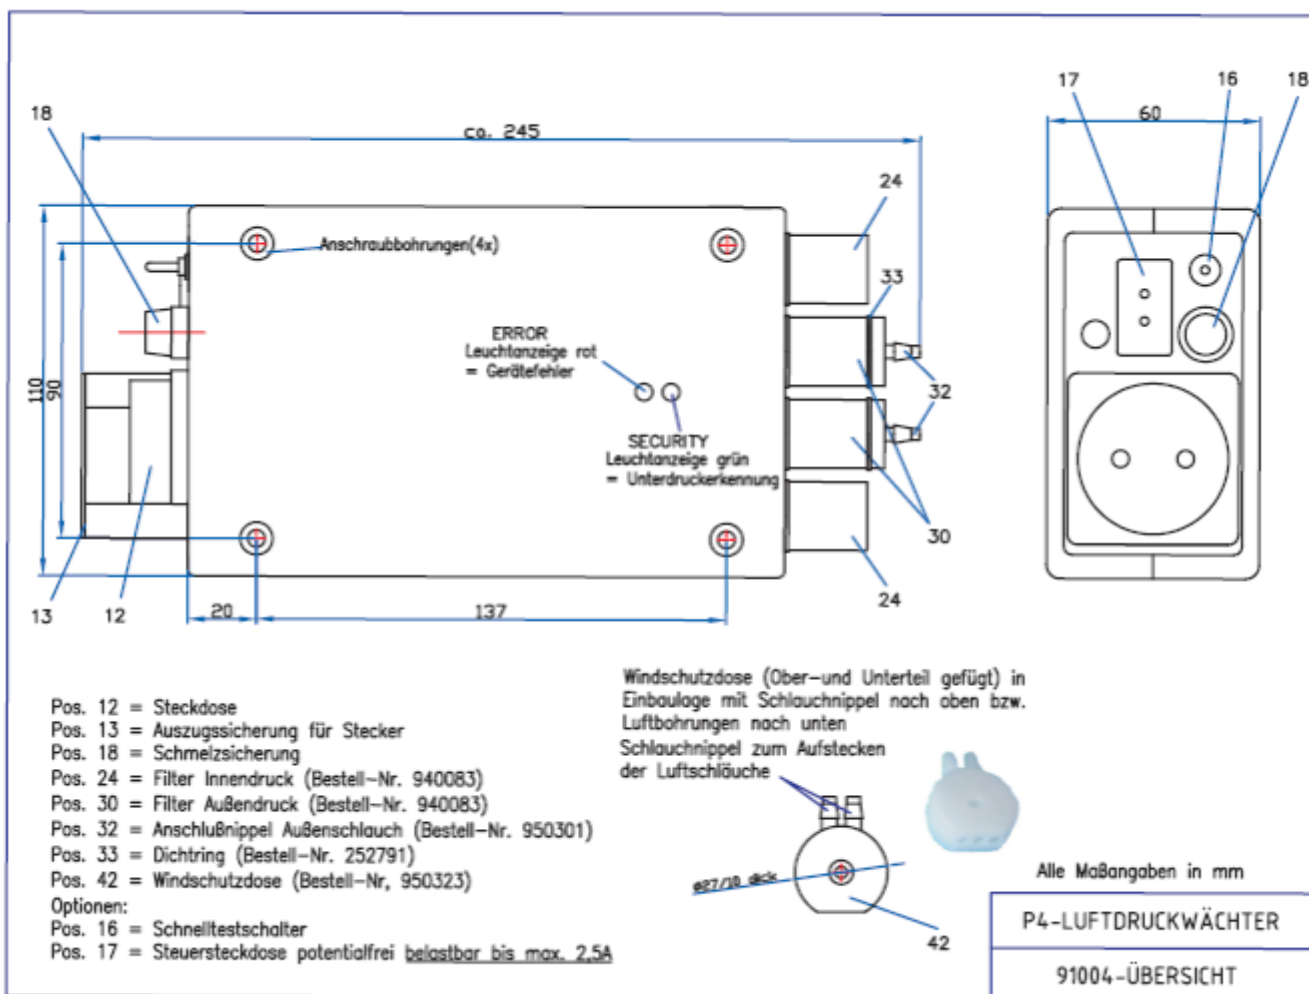 18
ca. 245
24
17
16
18
60
Anschraubbohrungen(4x)
33
ERROR
Leuchtanzeige rot
= Gerätefehler
110
90
32
SECURITY
Leuchtanzeige grün
= Unterdruckerkennung
30
13
12
20
137
24
Pos. 12 = Steckdose
Pos. 13 = Auszugssicherung für Stecker
Pos. 18 = Schmelzsicherung
Pos. 24 = Filter Innendruck (Bestell-Nr. 940083)
Pos. 30 = Filter Außendruck (Bestell-Nr. 940083)
Pos. 32 = Anschlußnippel Außenschlauch (Bestell-Nr. 950301)
Pos. 33 = Dichtring (Bestell-Nr. 252791)
Pos. 42 = Windschutzdose (Bestell-Nr, 950323)
Optionen:
Pos. 16 = Schnelltestschalter
Pos. 17 = Steuersteckdose potentialfrei belastbar bis max. 2,5A
Windschutzdose (Ober-und Unterteil gefügt) in
Einbaulage mit Schlauchnippel nach oben bzw.
Luftbohrungen nach unten
Schlauchnippel zum Aufstecken
der Luftschläuche
ø27/10 dick
42
Alle Maßangaben in mm
P4-LUFTDRUCKWÄCHTER
91004-ÜBERSICHT